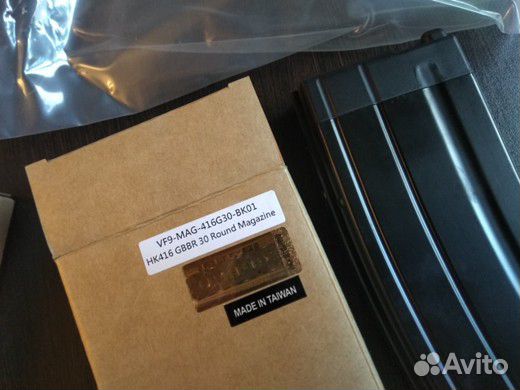 VF9-MAG-416G30-BK01
HK416 GBBR 30 Round Magazine
MADE IN TAIWAN
Avito